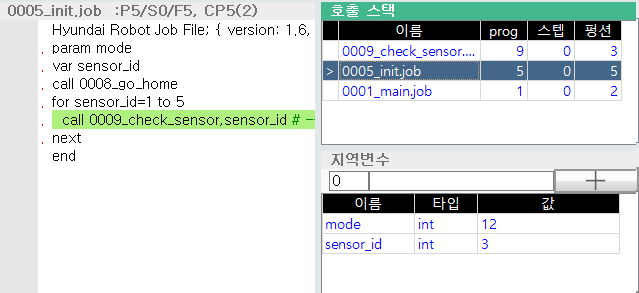 0005_init.job :P5/S0/F5, CP5(2)
Hyundai Robot Job File; { version: 1.6,
param mode
var sensor_id
call 0008_go_home
for sensor_id=1 to 5
call 0009_check_sensor,sensor_id # --
next
end
호출 스택
이름 prog 스텝 펑션
0009_check_sensor.... 9 0 3
> 0005_init.job 5 0 5
0001_main.job 1 0 2
지역변수
0
이름 타입 값
mode int 12
sensor_id int 3